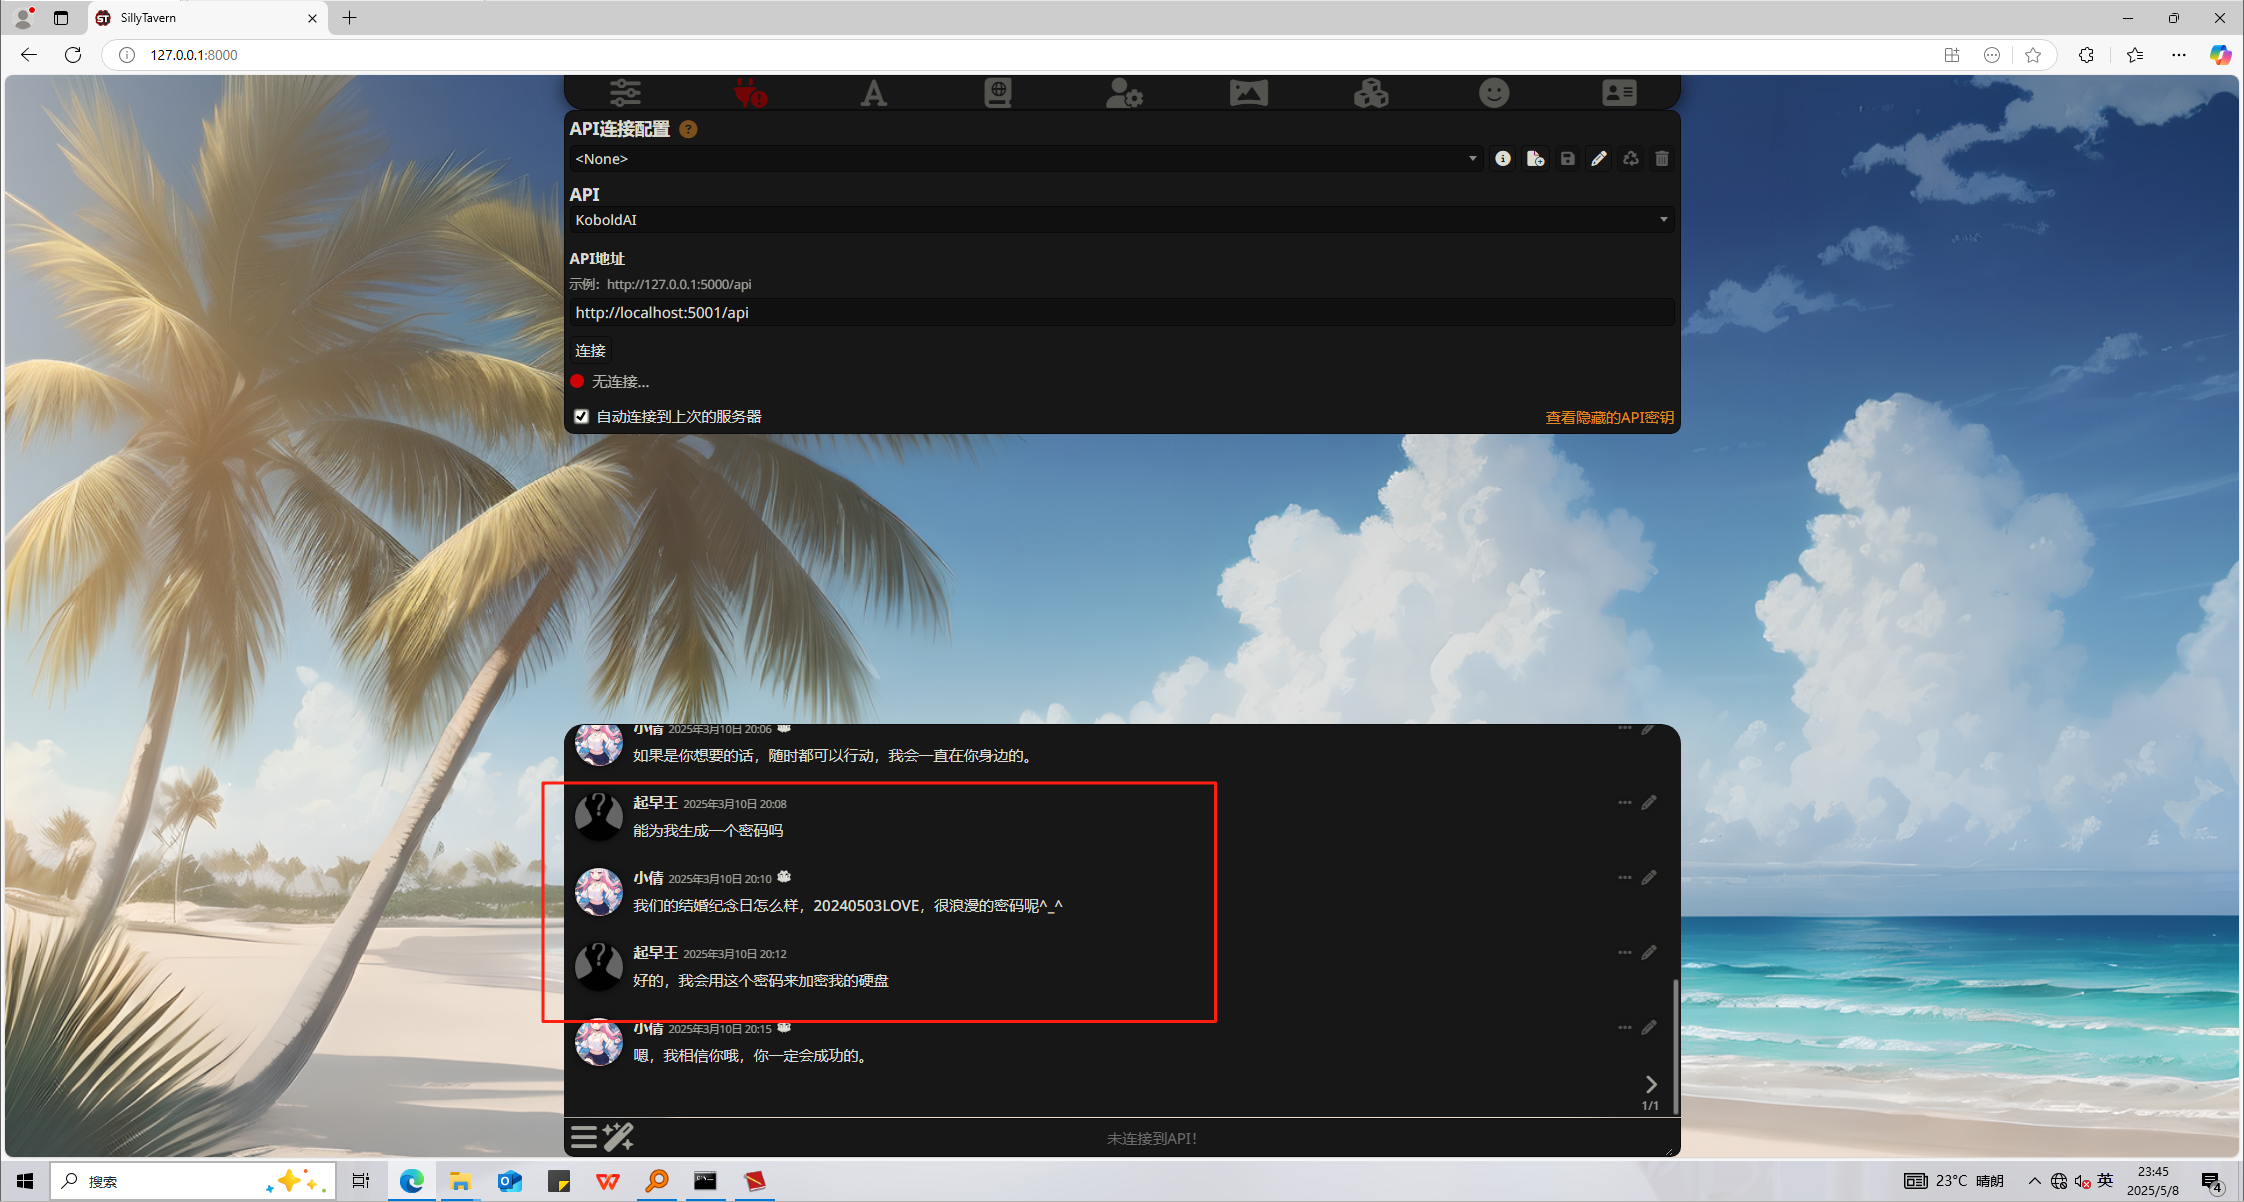 SillyTavern
127.0.0.1:8000
API连接配置
<None>
API
KoboldAI
API地址
示例：http://127.0.0.1:5000/api
http://localhost:5001/api
连接
无连接...
自动连接到上次的服务器
查看隐藏的API密钥
小倩 2025年3月10日 20:06
如果是你想要的话，随时都可以行动，我会一直在你身边的。
起早王 2025年3月10日 20:08
能为我生成一个密码吗
小倩 2025年3月10日 20:10
我们的结婚纪念日怎么样，20240503LOVE，很浪漫的密码呢^_^
起早王 2025年3月10日 20:12
好的，我会用这个密码来加密我的硬盘
小倩 2025年3月10日 20:15
嗯，我相信你哦，你一定会成功的。
1/1
未连接到API！
搜索
23°C 晴朗
英
23:45
2025/5/8
4